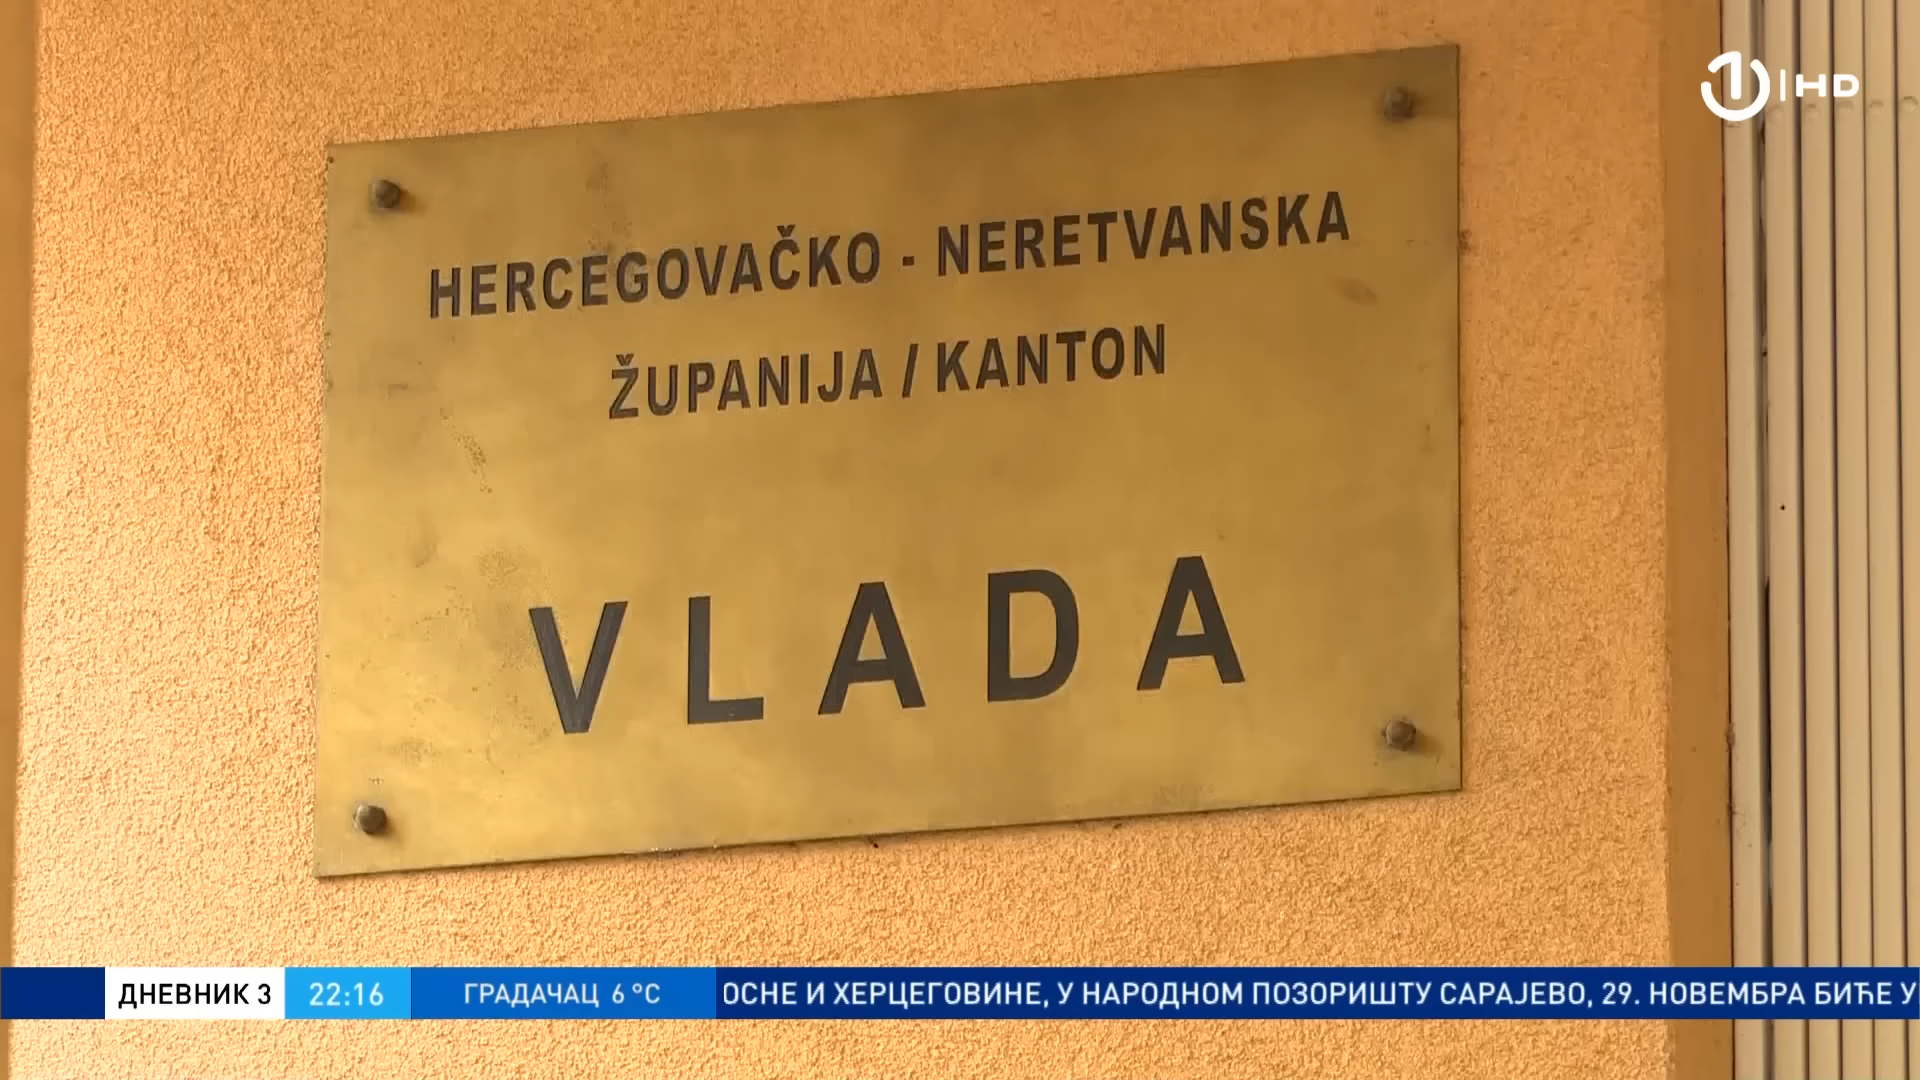 1 HD
HERCEGOVAČKO - NERETVANSKA
ŽUPANIJA / KANTON
VLADA
ДНЕВНИК 3
22:16
ГРАДАЧАЦ 6 °C
ОСНЕ И ХЕРЦЕГОВИНЕ, У НАРОДНОМ ПОЗОРИШТУ САРАЈЕВО, 29. НОВЕМБРА БИЋЕ У